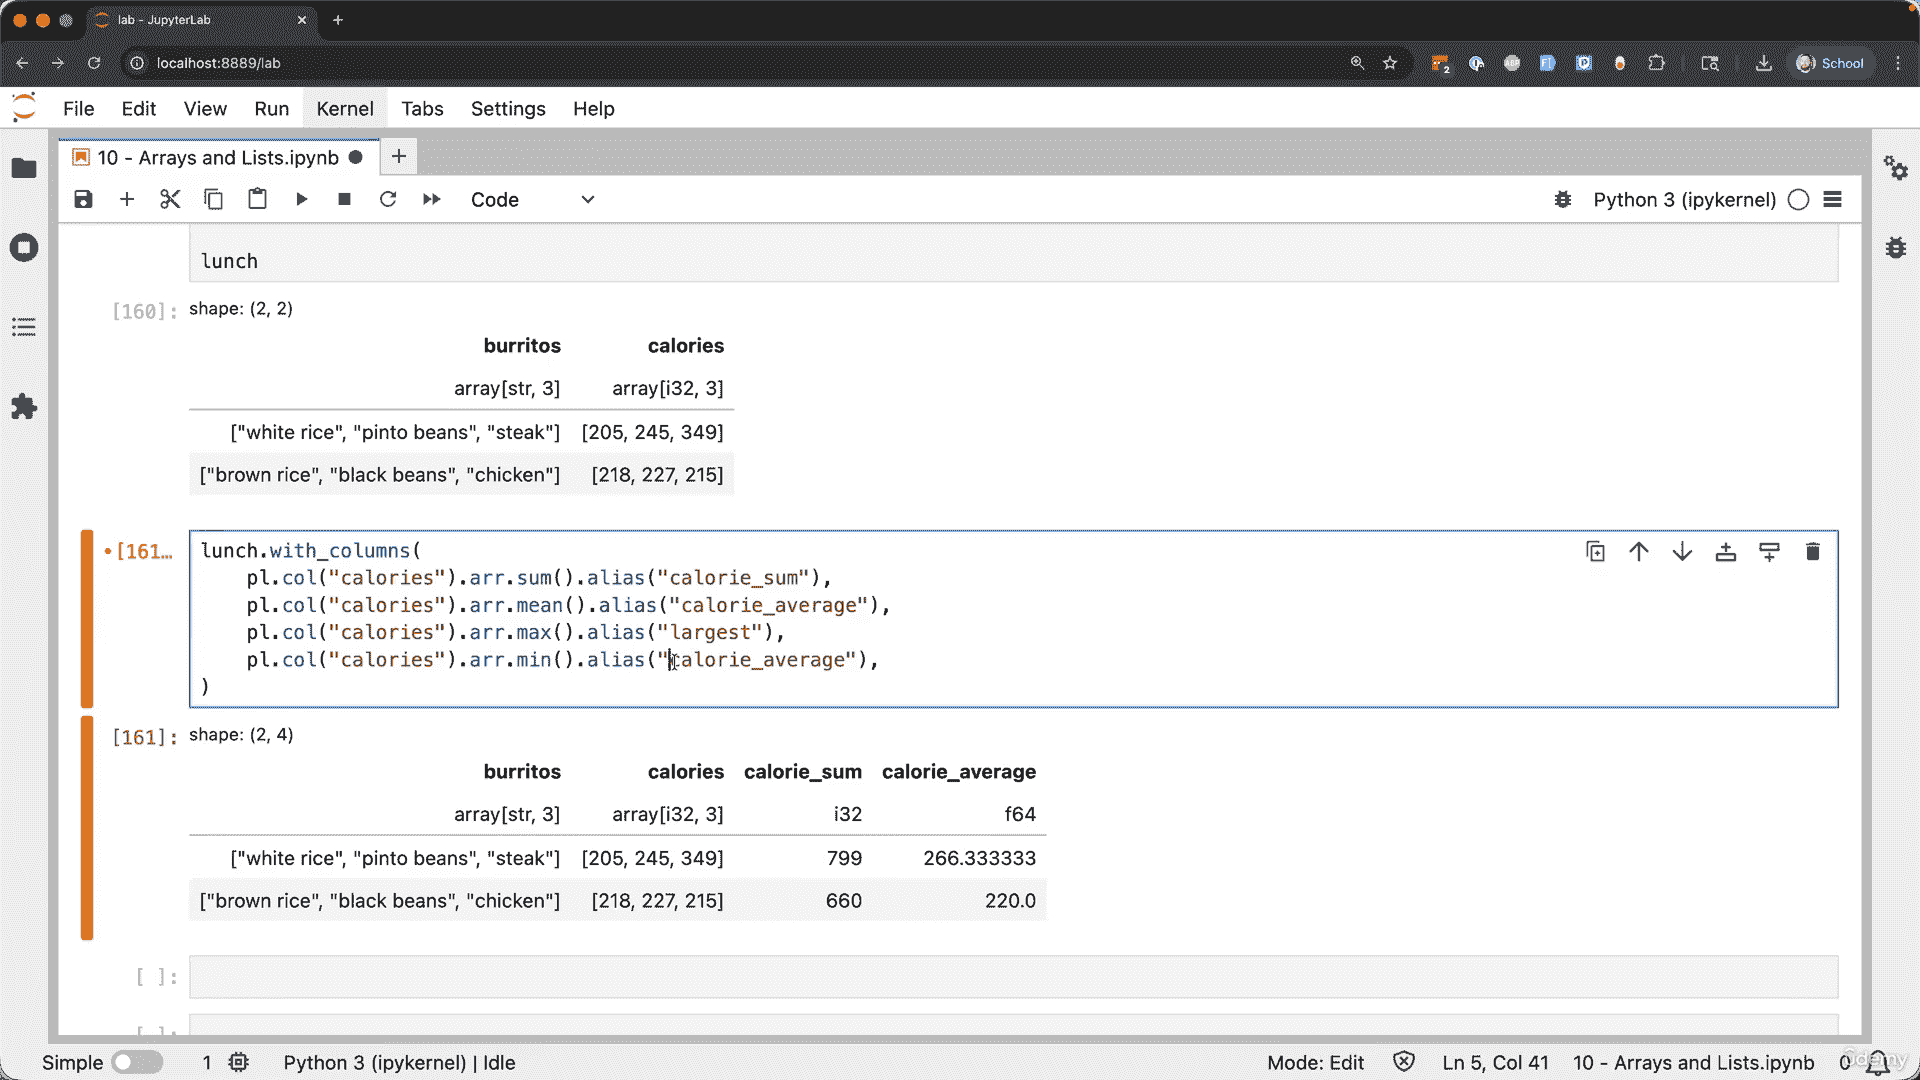 lab - JupyterLab
localhost:8889/lab
2
School
File Edit View Run Kernel Tabs Settings Help
10 - Arrays and Lists.ipynb
Code
Python 3 (ipykernel)
lunch
[160]: shape: (2, 2)
burritos calories
array[str, 3] array[i32, 3]
["white rice", "pinto beans", "steak"] [205, 245, 349]
["brown rice", "black beans", "chicken"] [218, 227, 215]
[161… lunch.with_columns(
pl.col("calories").arr.sum().alias("calorie_sum"),
pl.col("calories").arr.mean().alias("calorie_average"),
pl.col("calories").arr.max().alias("largest"),
pl.col("calories").arr.min().alias("calorie_average"),
)
[161]: shape: (2, 4)
burritos calories calorie_sum calorie_average
array[str, 3] array[i32, 3] i32 f64
["white rice", "pinto beans", "steak"] [205, 245, 349] 799 266.333333
["brown rice", "black beans", "chicken"] [218, 227, 215] 660 220.0
[ ]:
[ ]:
Simple 1 Python 3 (ipykernel) | Idle Mode: Edit Ln 5, Col 41 10 - Arrays and Lists.ipynb 0
udemy